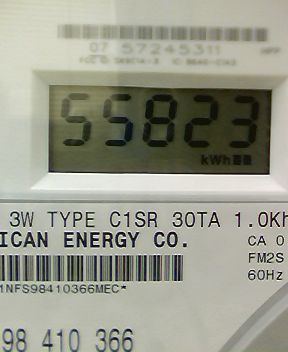 07 57245311
55823
kWh
3W TYPE C1SR 30TA 1.0Kh
ICAN ENERGY CO.
CA 0
FM2S
60Hz
1NFS98410366MEC*
98 410 366